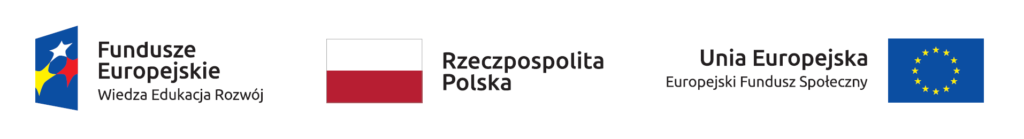 Fundusze
Europejskie
Wiedza Edukacja Rozwój
Rzeczpospolita
Polska
Unia Europejska
Europejski Fundusz Społeczny